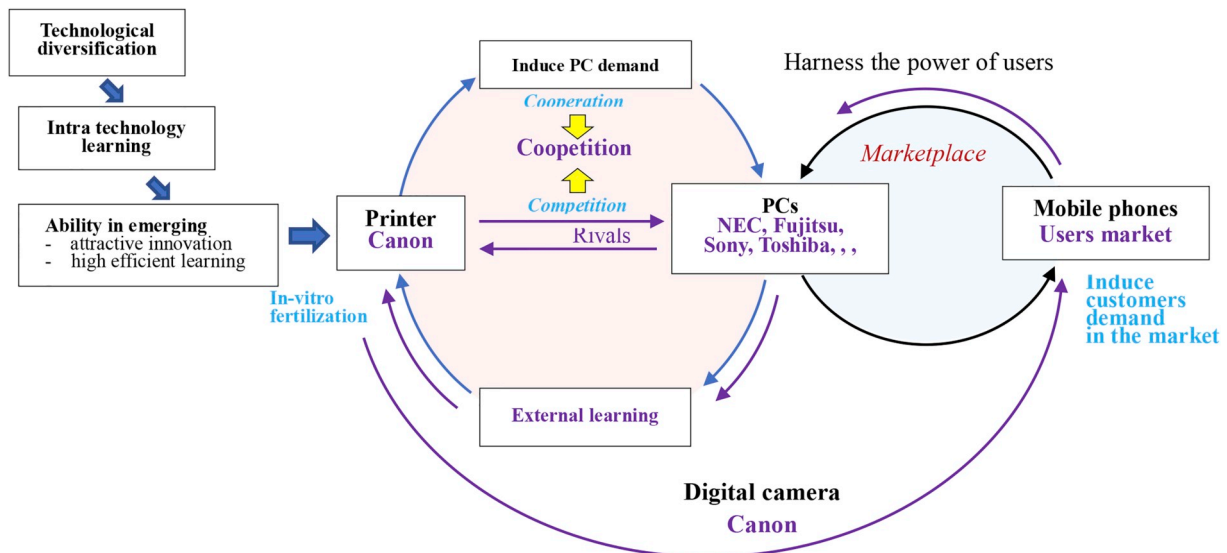 Technological
diversification
Intra technology
learning
Ability in emerging
- attractive innovation
- high efficient learning
In-vitro
fertilization
Printer
Canon
Induce PC demand
Cooperation
Coopetition
Competition
Rivals
External learning
PCs
NEC, Fujitsu,
Sony, Toshiba, , ,
Harness the power of users
Marketplace
Mobile phones
Users market
Induce
customers
demand
in the market
Digital camera
Canon